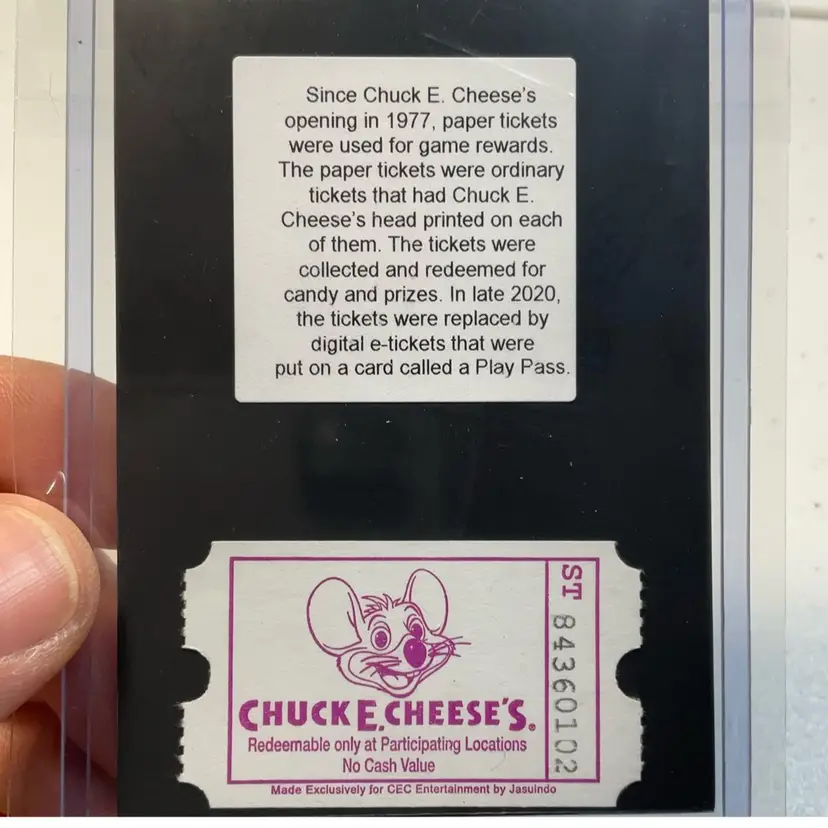 Since Chuck E. Cheese's
opening in 1977, paper tickets
were used for game rewards.
The paper tickets were ordinary
tickets that had Chuck E.
Cheese's head printed on each
of them. The tickets were
collected and redeemed for
candy and prizes. In late 2020,
the tickets were replaced by
digital e-tickets that were
put on a card called a Play Pass.
CHUCK E. CHEESE'S.
Redeemable only at Participating Locations
No Cash Value
Made Exclusively for CEC Entertainment by Jasuindo
ST 84360102